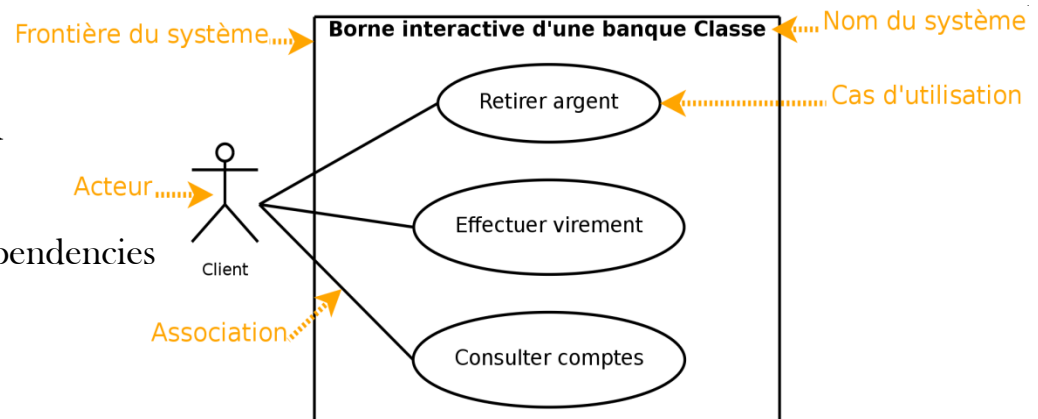 Frontière du système
Borne interactive d'une banque Classe
Nom du système
Retirer argent
Cas d'utilisation
Acteur
Effectuer virement
Client
Association
Consulter comptes